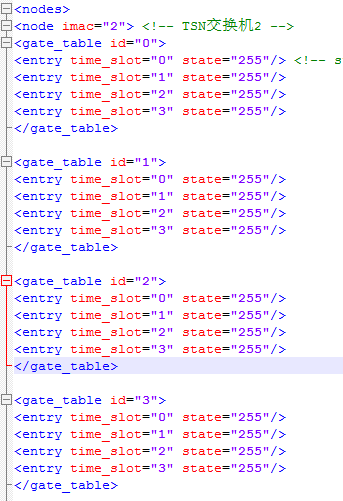 <nodes>
<node imac="2"> <!-- TSN交换机2 -->
<gate_table id="0">
<entry time_slot="0" state="255"/> <!-- s
<entry time_slot="1" state="255"/>
<entry time_slot="2" state="255"/>
<entry time_slot="3" state="255"/>
</gate_table>
<gate_table id="1">
<entry time_slot="0" state="255"/>
<entry time_slot="1" state="255"/>
<entry time_slot="2" state="255"/>
<entry time_slot="3" state="255"/>
</gate_table>
<gate_table id="2">
<entry time_slot="0" state="255"/>
<entry time_slot="1" state="255"/>
<entry time_slot="2" state="255"/>
<entry time_slot="3" state="255"/>
</gate_table>
<gate_table id="3">
<entry time_slot="0" state="255"/>
<entry time_slot="1" state="255"/>
<entry time_slot="2" state="255"/>
<entry time_slot="3" state="255"/>
</gate_table>